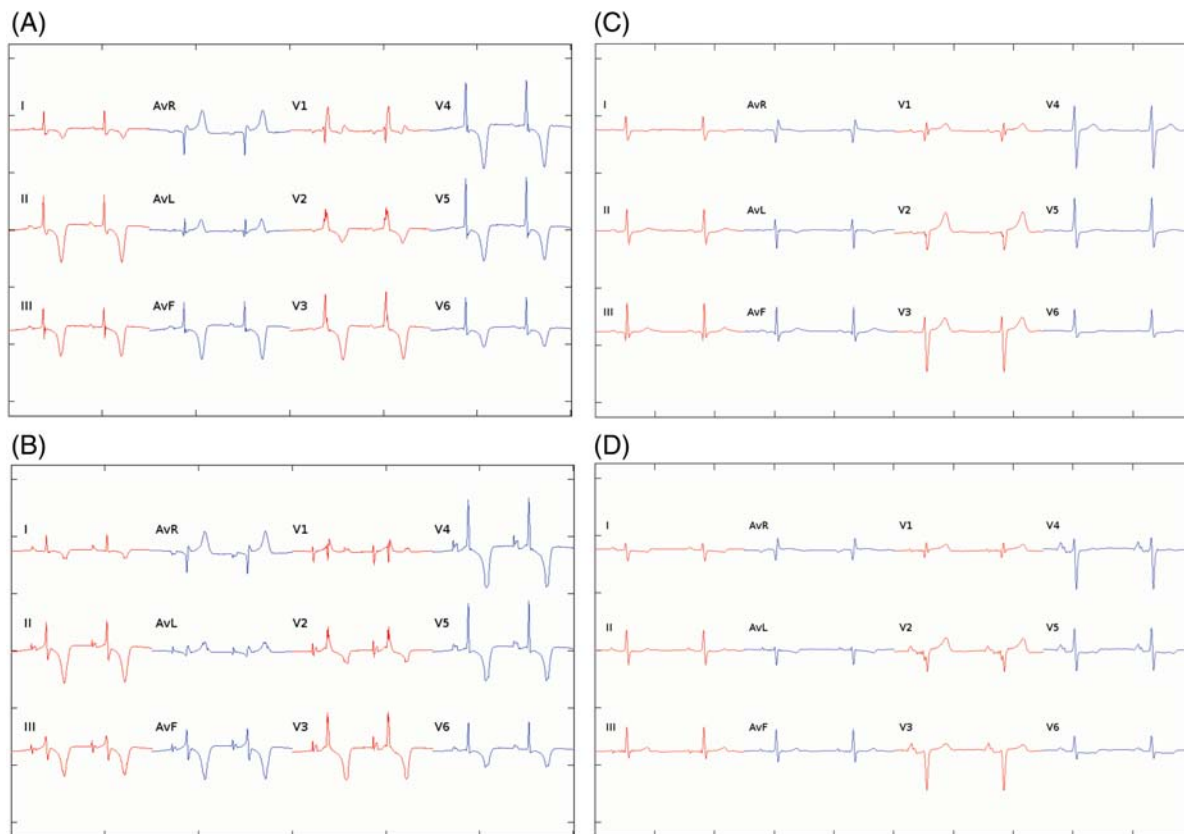 (A)
I AvR V1 V4
II AvL V2 V5
III AvF V3 V6
(B)
I AvR V1 V4
II AvL V2 V5
III AvF V3 V6
(C)
I AvR V1 V4
II AvL V2 V5
III AvF V3 V6
(D)
I AvR V1 V4
II AvL V2 V5
III AvF V3 V6